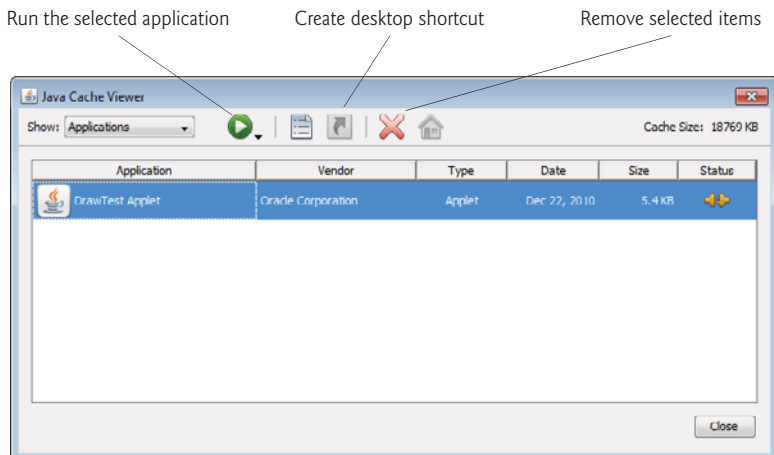 Run the selected application Create desktop shortcut Remove selected items
Java Cache Viewer
Show: Applications Cache Size: 18769 KB
Application Vendor Type Date Size Status
DrawTest Applet Oracle Corporation Applet Dec 22, 2010 5.4 KB
Close